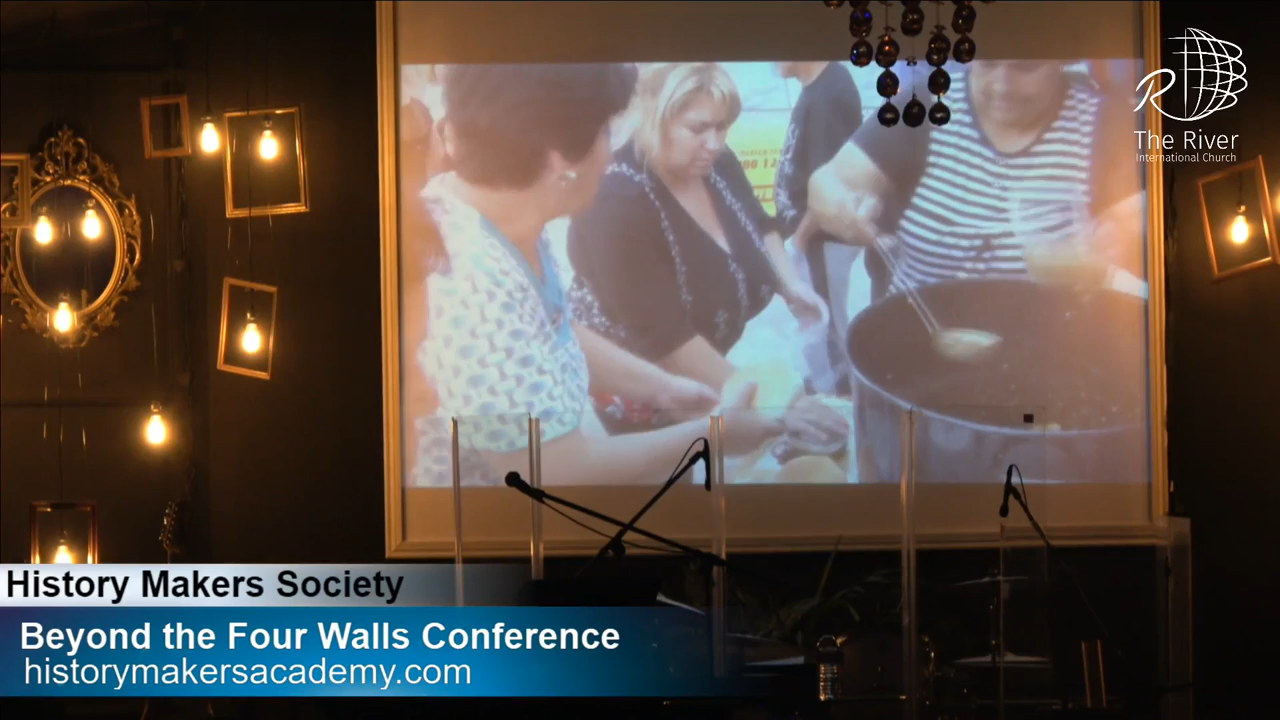 The River
International Church
History Makers Society
Beyond the Four Walls Conference
historymakersacademy.com